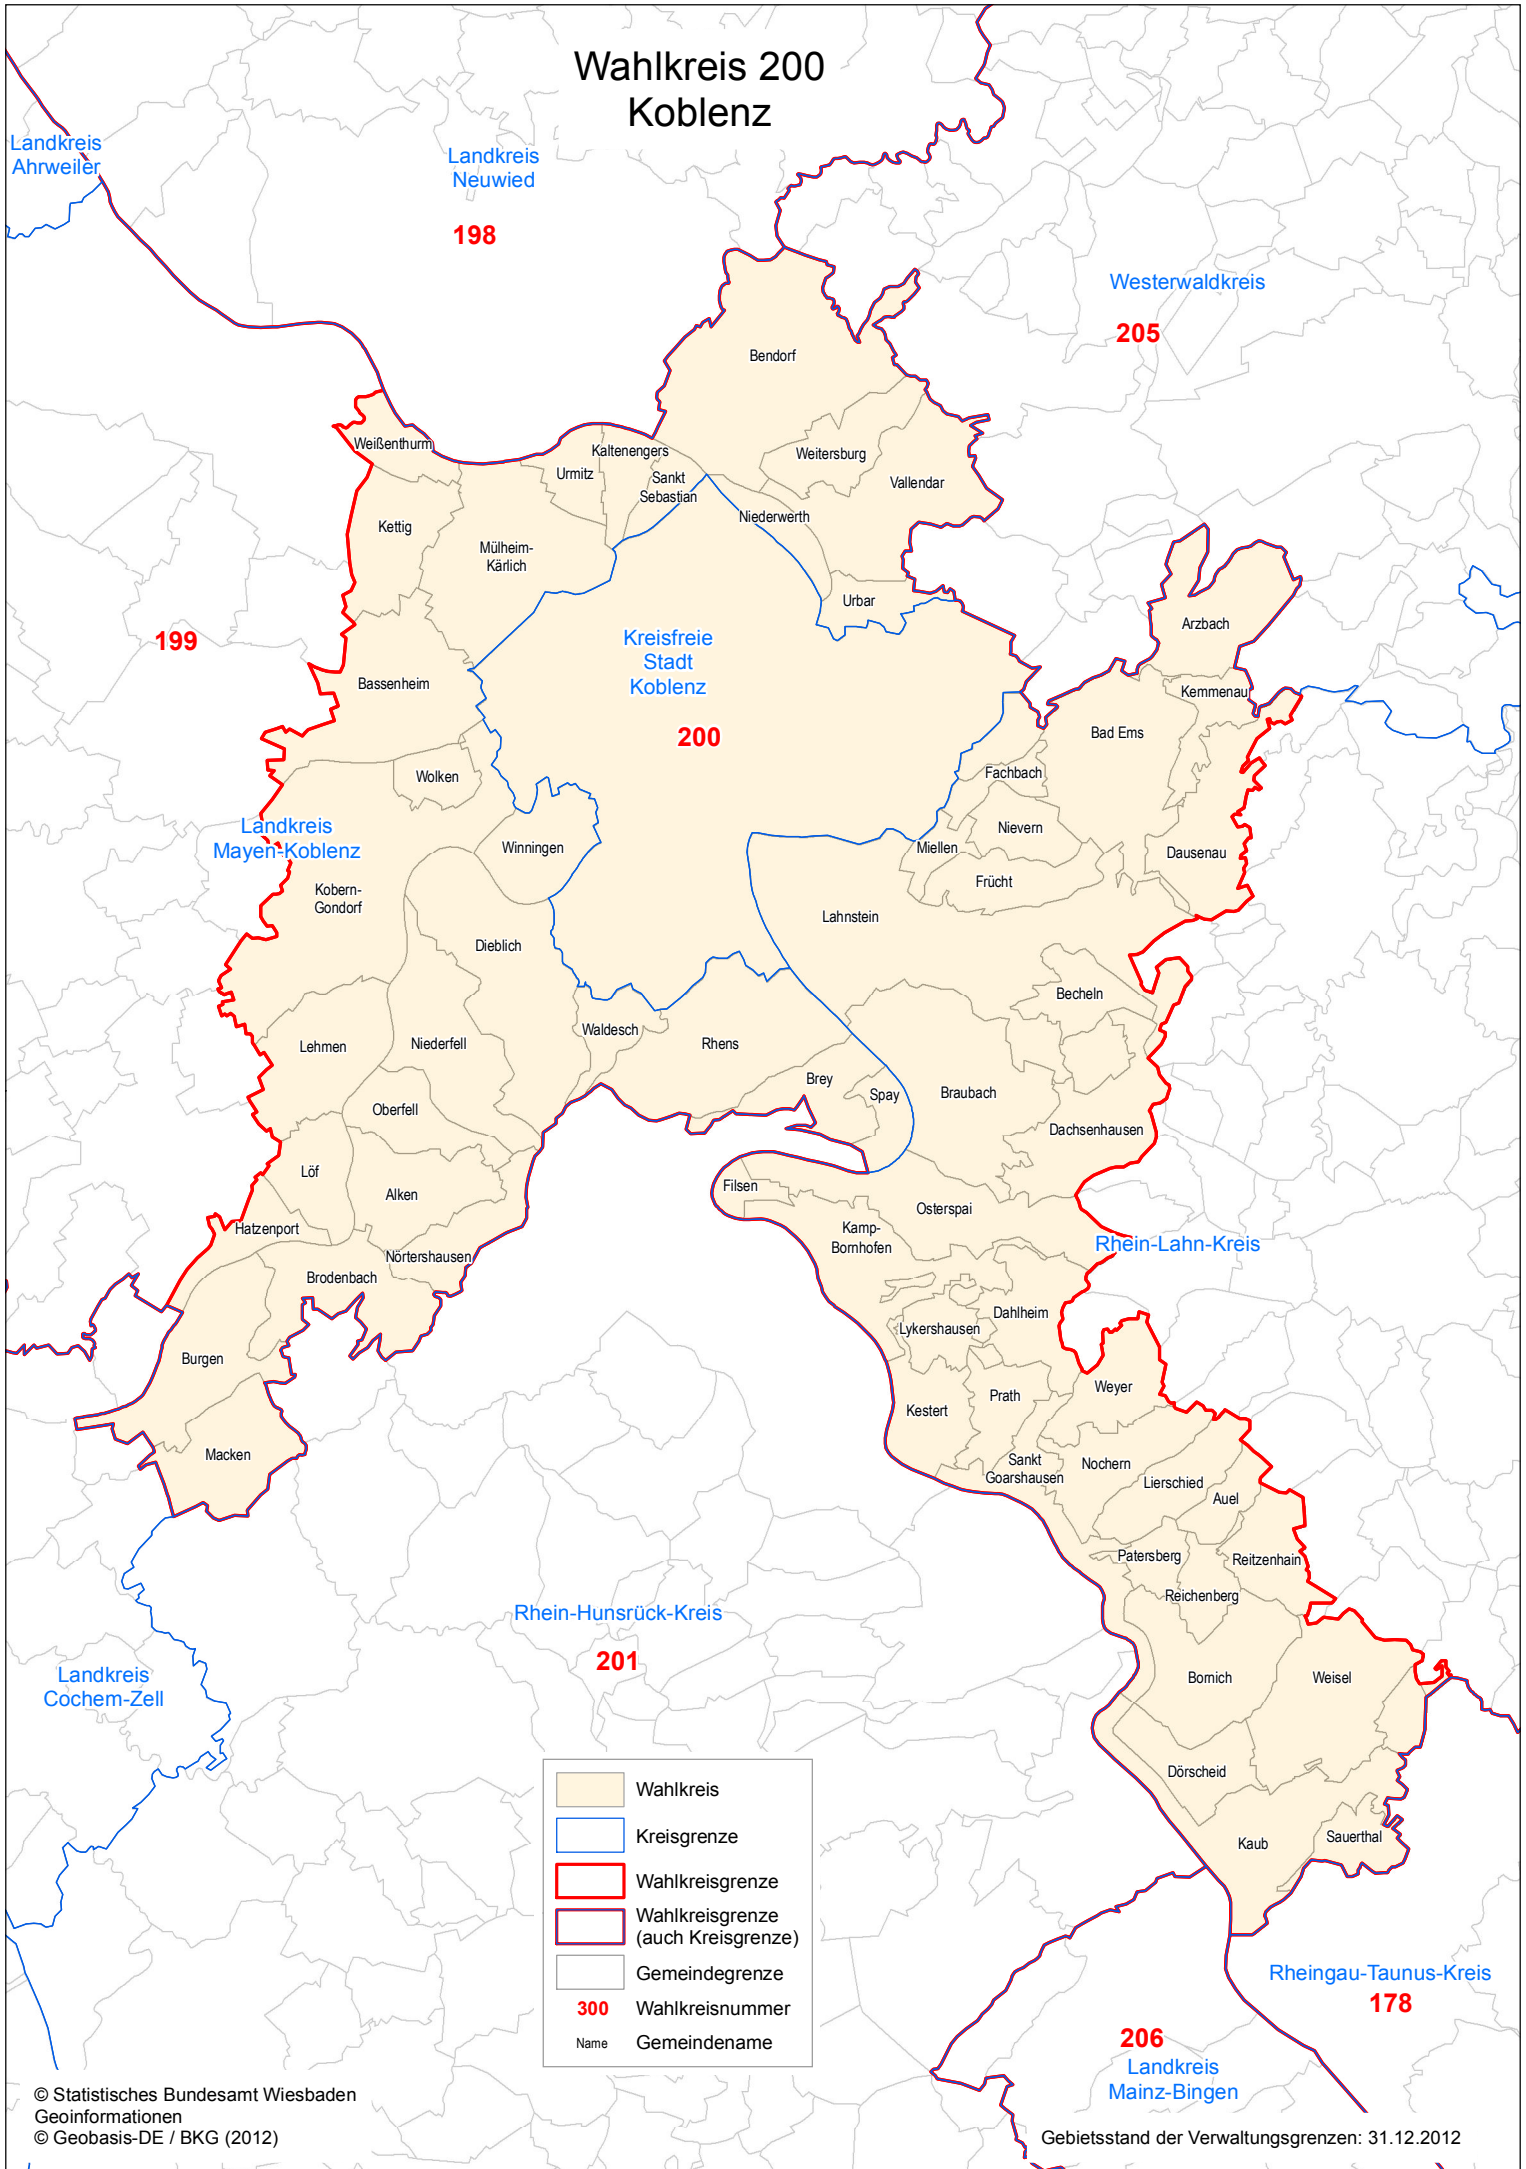 Wahlkreis 200
Koblenz
Landkreis
Ahrweiler
Landkreis
Neuwied
198
Westerwaldkreis
205
Bendorf
Weißenthurm
Kaltenengers
Urmitz
Sankt
Sebastian
Weitersburg
Vallendar
Kettig
Niederwerth
Mülheim-
Kärlich
Urbar
199
Arzbach
Kreisfreie
Stadt
Koblenz
200
Bassenheim
Kemmenau
Bad Ems
Wolken
Fachbach
Landkreis
Mayen-Koblenz
Winningen
Nievern
Miellen
Dausenau
Frücht
Kobern-
Gondorf
Lahnstein
Dieblich
Becheln
Waldesch
Rhens
Lehmen
Niederfell
Brey
Spay
Braubach
Oberfell
Dachsenhausen
Löf
Alken
Filsen
Osterspai
Hatzenport
Kamp-
Bornhofen
Rhein-Lahn-Kreis
Nörtershausen
Brodenbach
Dahlheim
Lykershausen
Burgen
Weyer
Prath
Kestert
Macken
Sankt
Goarshausen
Nochern
Lierschied
Auel
Patersberg
Reitzenhain
Reichenberg
Rhein-Hunsrück-Kreis
201
Landkreis
Cochem-Zell
Bornich
Weisel
Dörscheid
Kaub
Sauerthal
Wahlkreis
Kreisgrenze
Wahlkreisgrenze
Wahlkreisgrenze
(auch Kreisgrenze)
Gemeindegrenze
300 Wahlkreisnummer
Name Gemeindename
Rheingau-Taunus-Kreis
178
206
Landkreis
Mainz-Bingen
© Statistisches Bundesamt Wiesbaden
Geoinformationen
© Geobasis-DE / BKG (2012)
Gebietsstand der Verwaltungsgrenzen: 31.12.2012